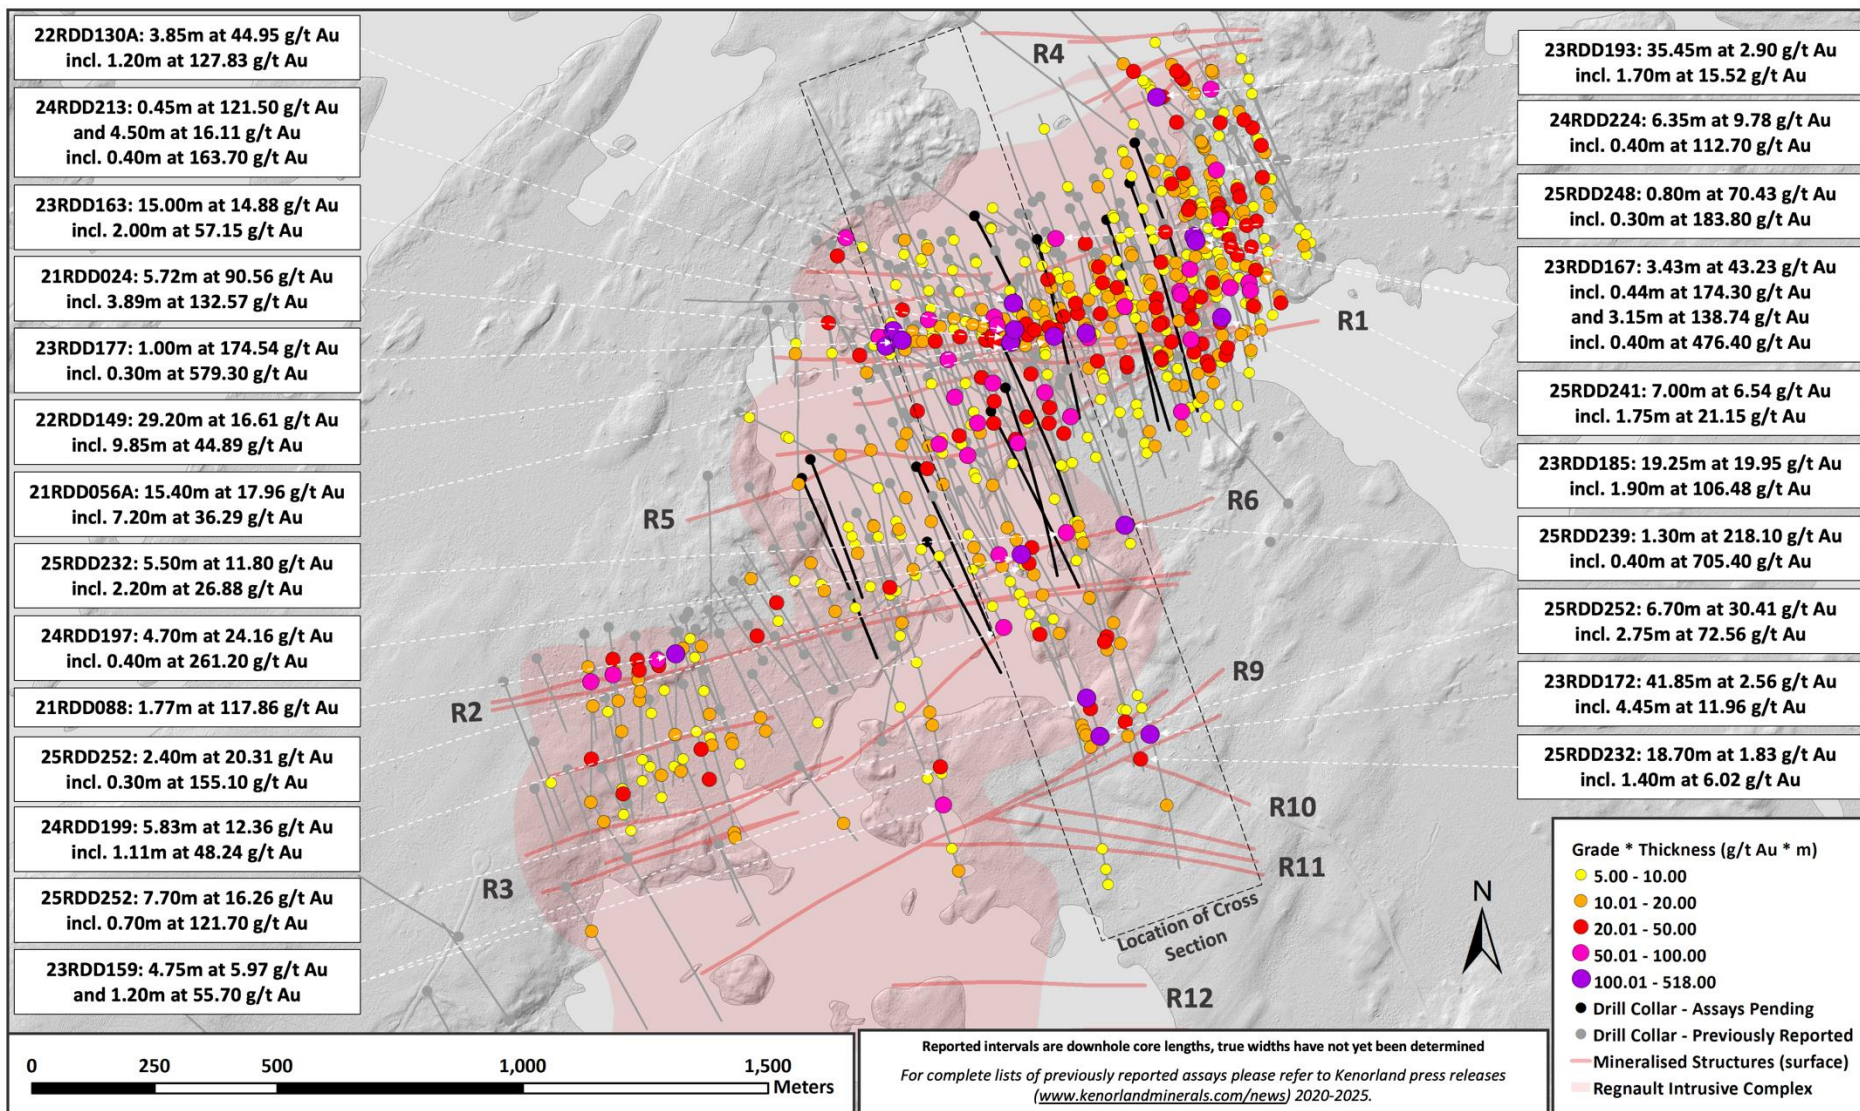 22RDD130A: 3.85m at 44.95 g/t Au
incl. 1.20m at 127.83 g/t Au
24RDD213: 0.45m at 121.50 g/t Au
and 4.50m at 16.11 g/t Au
incl. 0.40m at 163.70 g/t Au
23RDD163: 15.00m at 14.88 g/t Au
incl. 2.00m at 57.15 g/t Au
21RDD024: 5.72m at 90.56 g/t Au
incl. 3.89m at 132.57 g/t Au
23RDD177: 1.00m at 174.54 g/t Au
incl. 0.30m at 579.30 g/t Au
22RDD149: 29.20m at 16.61 g/t Au
incl. 9.85m at 44.89 g/t Au
21RDD056A: 15.40m at 17.96 g/t Au
incl. 7.20m at 36.29 g/t Au
25RDD232: 5.50m at 11.80 g/t Au
incl. 2.20m at 26.88 g/t Au
24RDD197: 4.70m at 24.16 g/t Au
incl. 0.40m at 261.20 g/t Au
21RDD088: 1.77m at 117.86 g/t Au
25RDD252: 2.40m at 20.31 g/t Au
incl. 0.30m at 155.10 g/t Au
24RDD199: 5.83m at 12.36 g/t Au
incl. 1.11m at 48.24 g/t Au
25RDD252: 7.70m at 16.26 g/t Au
incl. 0.70m at 121.70 g/t Au
23RDD159: 4.75m at 5.97 g/t Au
and 1.20m at 55.70 g/t Au
R4
R1
R5
R6
R2
R9
R10
R3
R11
R12
Location of Cross
Section
23RDD193: 35.45m at 2.90 g/t Au
incl. 1.70m at 15.52 g/t Au
24RDD224: 6.35m at 9.78 g/t Au
incl. 0.40m at 112.70 g/t Au
25RDD248: 0.80m at 70.43 g/t Au
incl. 0.30m at 183.80 g/t Au
23RDD167: 3.43m at 43.23 g/t Au
incl. 0.44m at 174.30 g/t Au
and 3.15m at 138.74 g/t Au
incl. 0.40m at 476.40 g/t Au
25RDD241: 7.00m at 6.54 g/t Au
incl. 1.75m at 21.15 g/t Au
23RDD185: 19.25m at 19.95 g/t Au
incl. 1.90m at 106.48 g/t Au
25RDD239: 1.30m at 218.10 g/t Au
incl. 0.40m at 705.40 g/t Au
25RDD252: 6.70m at 30.41 g/t Au
incl. 2.75m at 72.56 g/t Au
23RDD172: 41.85m at 2.56 g/t Au
incl. 4.45m at 11.96 g/t Au
25RDD232: 18.70m at 1.83 g/t Au
incl. 1.40m at 6.02 g/t Au
N
Grade * Thickness (g/t Au * m)
5.00 - 10.00
10.01 - 20.00
20.01 - 50.00
50.01 - 100.00
100.01 - 518.00
Drill Collar - Assays Pending
Drill Collar - Previously Reported
Mineralised Structures (surface)
Regnault Intrusive Complex
0 250 500 1,000 1,500
Meters
Reported intervals are downhole core lengths, true widths have not yet been determined
For complete lists of previously reported assays please refer to Kenorland press releases
(www.kenorlandminerals.com/news) 2020-2025.